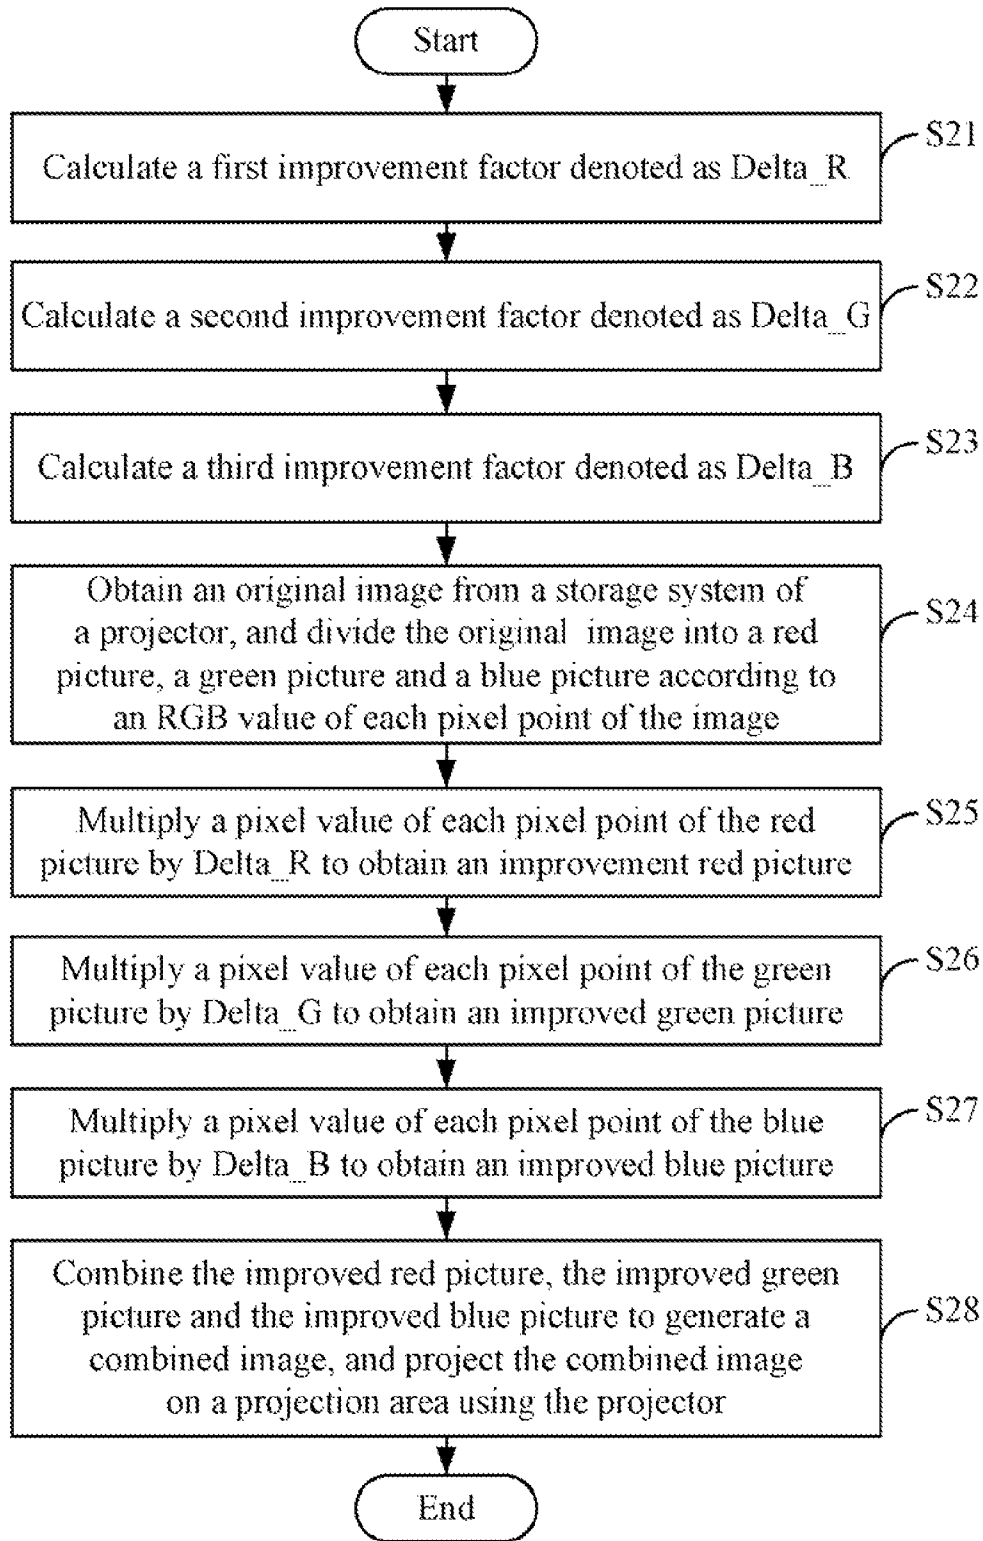 Start
Calculate a first improvement factor denoted as Delta_R
S21
Calculate a second improvement factor denoted as Delta_G
S22
Calculate a third improvement factor denoted as Delta_B
S23
Obtain an original image from a storage system of
a projector, and divide the original image into a red
picture, a green picture and a blue picture according to
an RGB value of each pixel point of the image
S24
Multiply a pixel value of each pixel point of the red
picture by Delta_R to obtain an improvement red picture
S25
Multiply a pixel value of each pixel point of the green
picture by Delta_G to obtain an improved green picture
S26
Multiply a pixel value of each pixel point of the blue
picture by Delta_B to obtain an improved blue picture
S27
Combine the improved red picture, the improved green
picture and the improved blue picture to generate a
combined image, and project the combined image
on a projection area using the projector
S28
End